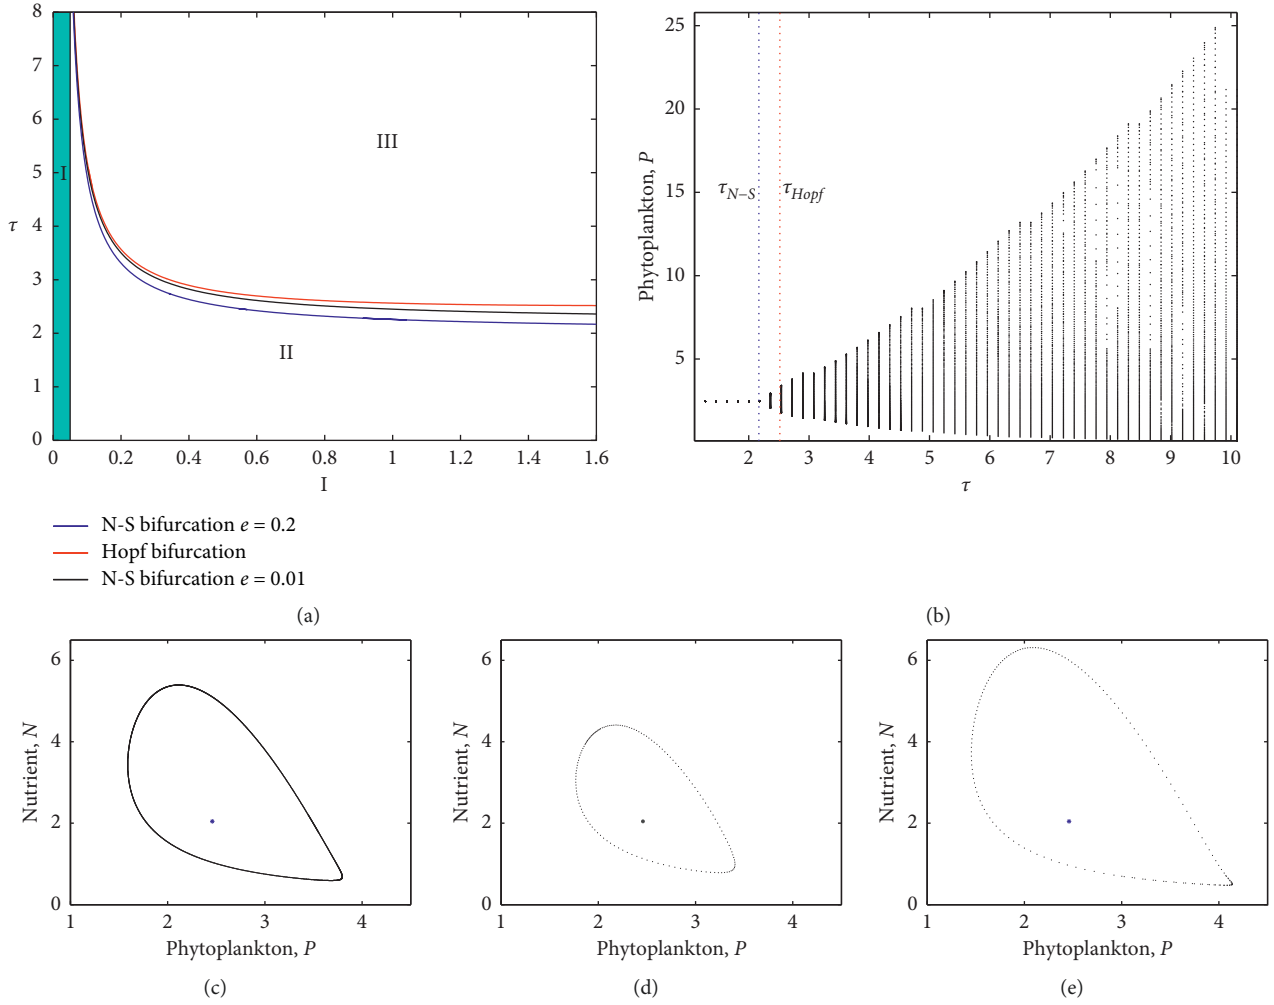 8
7
6
5
4
3
2
1
0
τ
I
II
III
0
0.2
0.4
0.6
0.8
1
1.2
1.4
1.6
I
N-S bifurcation e = 0.2
Hopf bifurcation
N-S bifurcation e = 0.01
(a)
25
20
15
10
5
Phytoplankton, P
τN−S
τHopf
2
3
4
5
6
7
8
9
10
τ
(b)
6
4
2
0
Nutrient, N
1
2
3
4
Phytoplankton, P
(c)
6
4
2
0
Nutrient, N
1
2
3
4
Phytoplankton, P
(d)
6
4
2
0
Nutrient, N
1
2
3
4
Phytoplankton, P
(e)